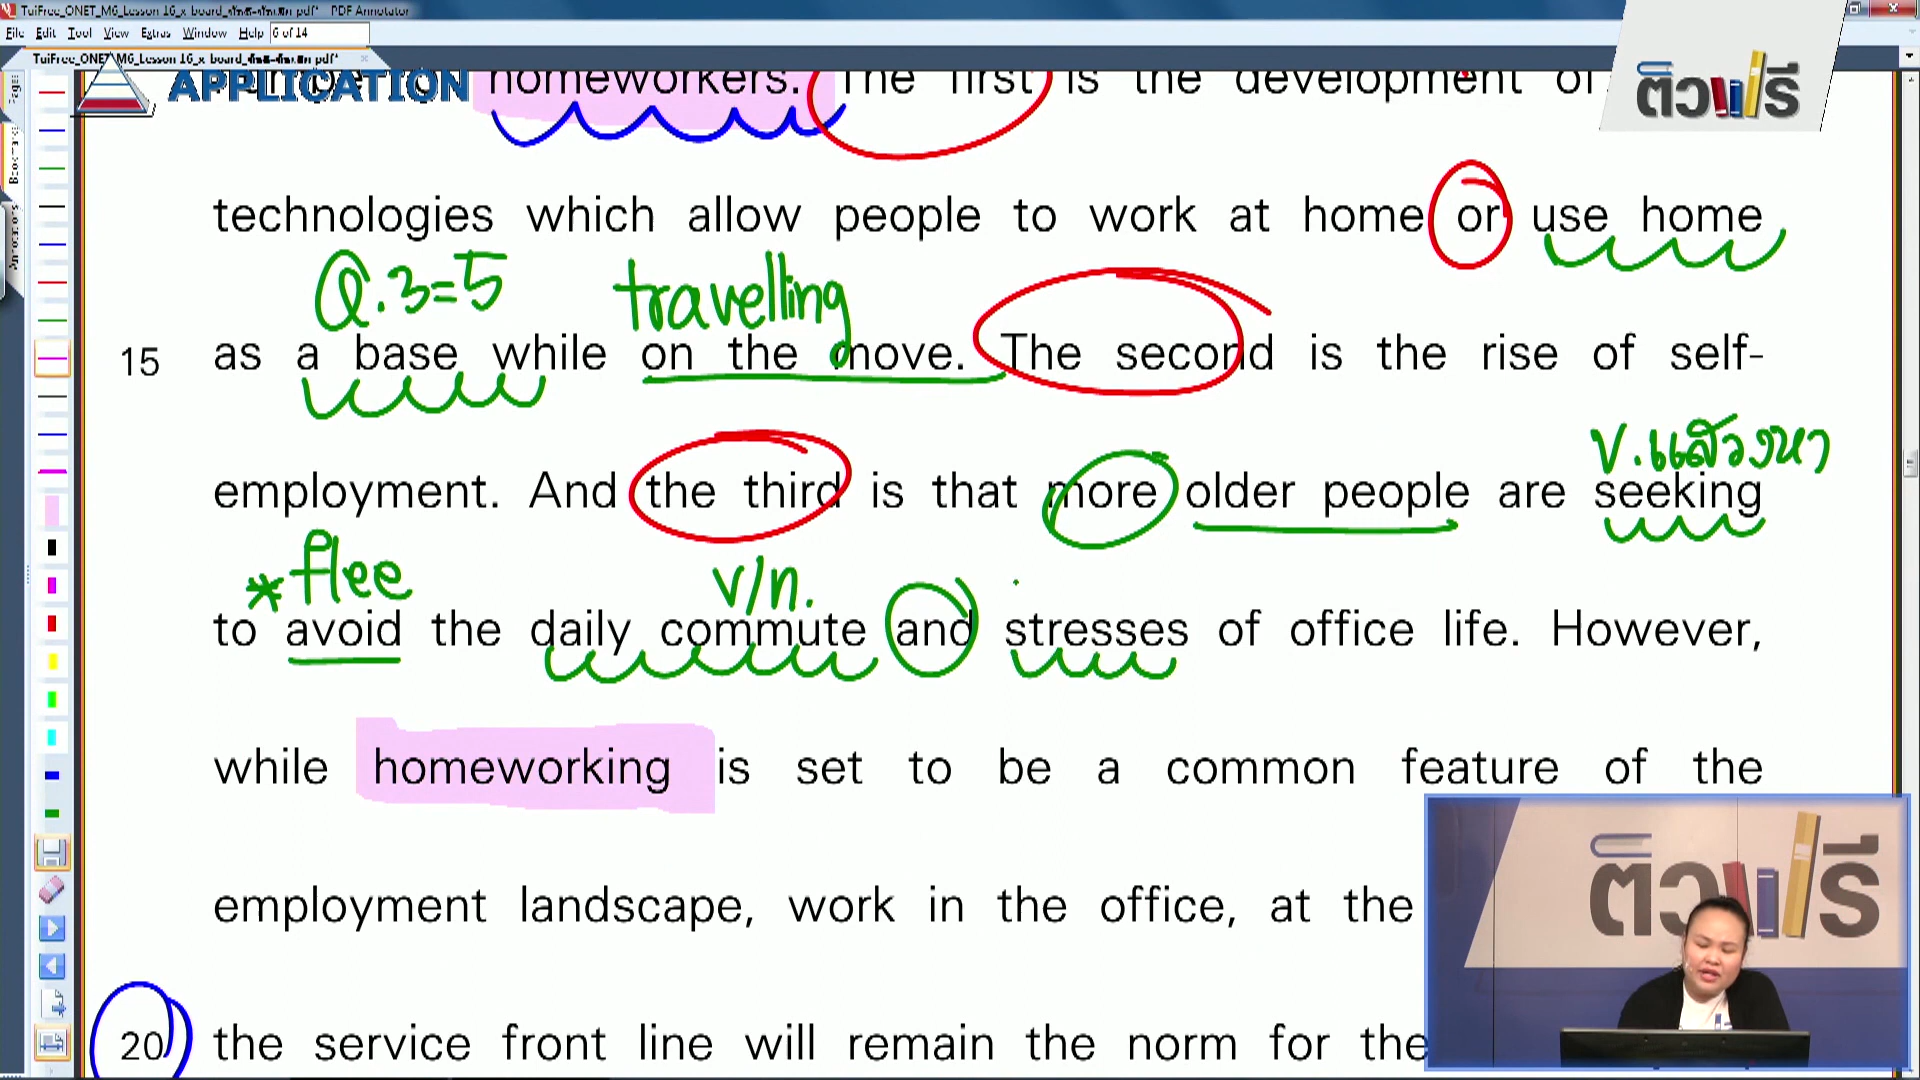 TuiFree_ONET_M6_Lesson 16_x board_ - PDF Annotator
File Edit Tool View Extras Window Help 6 of 14
TuiFree_ONET_M6_Lesson 16_x board_
APPLICATION
ติวฟรี
homeworkers. The first is the development of
technologies which allow people to work at home or use home
Q.3=5 travelling
15 as a base while on the move. The second is the rise of self-
v.แสวงหา
employment. And the third is that more older people are seeking
*flee v/n.
to avoid the daily commute and stresses of office life. However,
while homeworking is set to be a common feature of the
employment landscape, work in the office, at the
ติวฟรี
20 the service front line will remain the norm for the